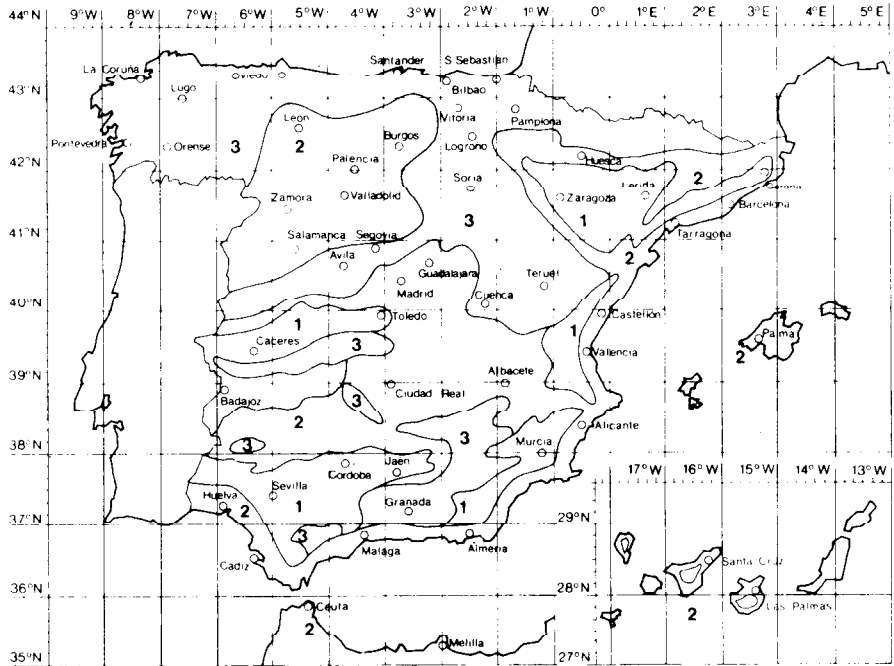 9°W 8°W 7°W 6°W 5°W 4°W 3°W 2°W 1°W 0° 1°E 2°E 3°E 4°E 5°E
44°N
43°N
42°N
41°N
40°N
39°N
38°N
37°N
36°N
35°N
La Coruña
Santander
S Sebastián
Bilbao
Lugo
Vitoria
Pamplona
León
Burgos
Logroño
Pontevedra
Orense
3
2
Huesca
Palencia
Soria
2
Zamora
Valladolid
Zaragoza
Lerida
Barcelona
1
3
Tarragona
Salamanca
Segovia
Avila
Guadalajara
Teruel
2
Madrid
Cuenca
1
Toledo
Castellón
Palma
Caceres
3
1
Valencia
2
Albacete
Badajoz
Ciudad Real
3
2
Alicante
3
3
Murcia
Jaen
Cordoba
Sevilla
Huelva
2
1
Granada
1
3
Cadiz
Malaga
Almeria
Ceuta
2
Melilla
17°W 16°W 15°W 14°W 13°W
29°N
28°N
27°N
Santa Cruz
Las Palmas
2